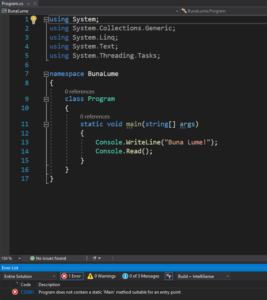 Program.cs
BunaLume
BunaLume.Program
1 using System;
2 using System.Collections.Generic;
3 using System.Linq;
4 using System.Text;
5 using System.Threading.Tasks;
6
7 namespace BunaLume
8 {
0 references
9 class Program
10 {
0 references
11 static void main(string[] args)
12 {
13 Console.WriteLine("Buna Lume!");
14 Console.Read();
15 }
16 }
17 }
No issues found
Error List
Entire Solution
1 Error
0 Warnings
0 of 3 Messages
Build + IntelliSense
Code
Description
Program does not contain a static 'Main' method suitable for an entry point